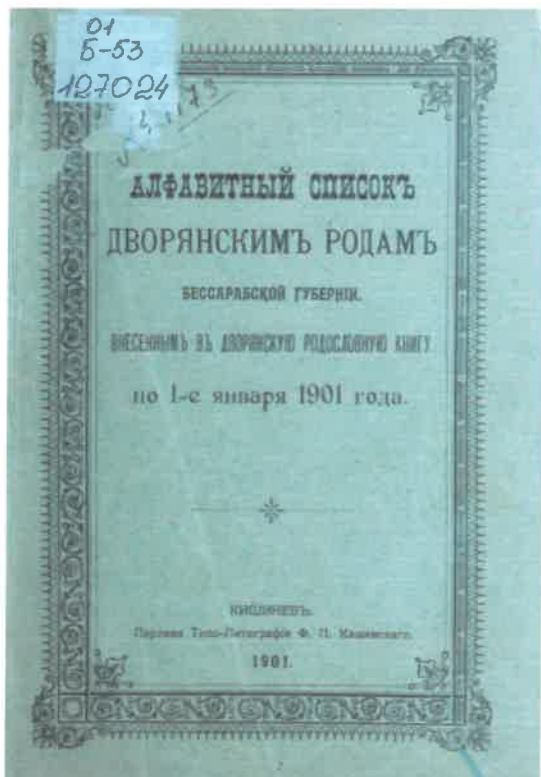 01
Б-53
127024
АЛФАВИТНЫЙ СПИСОКЪ
ДВОРЯНСКИМЪ РОДАМЪ
БЕССАРАБСКОЙ ГУБЕРНІИ,
ВНЕСЕННЫМЪ ВЪ ДВОРЯНСКУЮ РОДОСЛОВНУЮ КНИГУ
по 1-е января 1901 года.
КИШИНЕВЪ.
Паровая Типо-Литографія Ф. П. Кашевскаго.
1901.